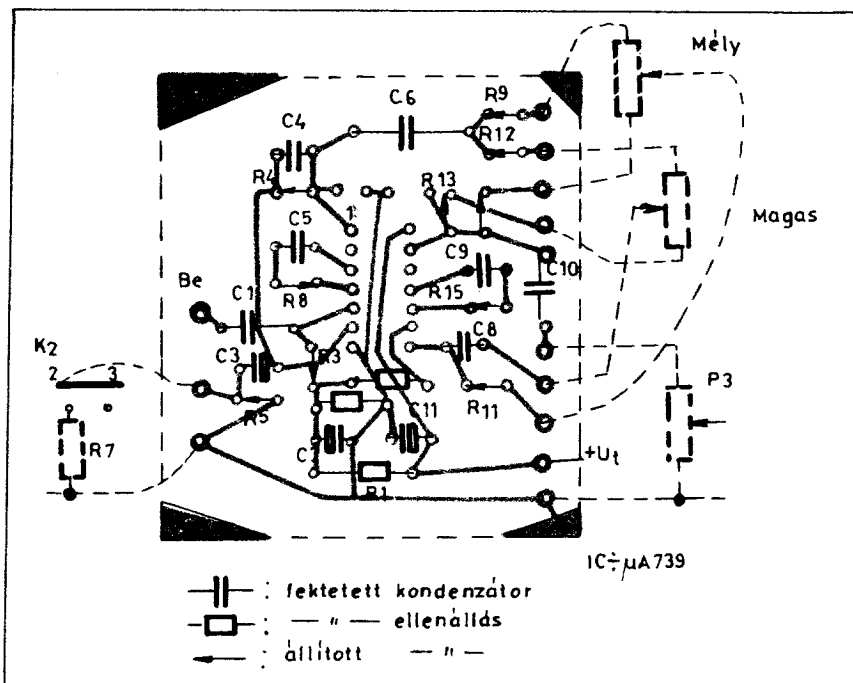 Mély
C6
R9
C4
R12
R4
R13
1
Magas
C5
C9
C10
Be
R8
R15
C1
C8
K2
C3
R3
2 3
P3
R11
R5
C11
R7
+Ut
R1
IC÷µA739
: fektetett kondenzátor
: — " — ellenállás
: állított — " —